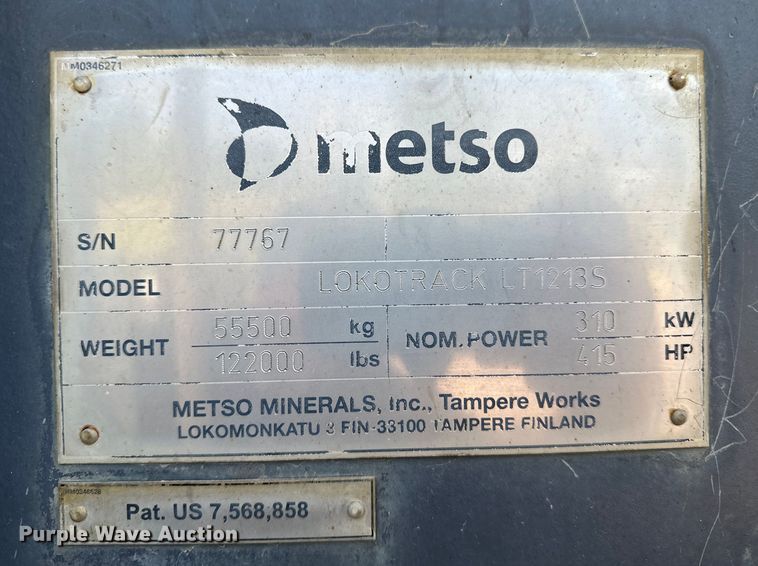 MM0346271
metso
S/N 77767
MODEL LOKOTRACK LT1213S
WEIGHT 55500 kg 122000 lbs NOM. POWER 310 kW 415 HP
METSO MINERALS, Inc., Tampere Works
LOKOMONKATU 3 FIN-33100 TAMPERE FINLAND
Pat. US 7,568,858
Purple Wave Auction